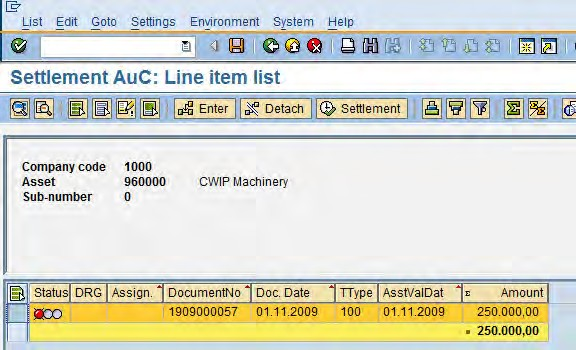 List Edit Goto Settings Environment System Help
Settlement AuC: Line item list
Enter Detach Settlement
Company code 1000
Asset 960000 CWIP Machinery
Sub-number 0
Status DRG Assign. DocumentNo Doc. Date TType AsstValDat Σ Amount
1909000057 01.11.2009 100 01.11.2009 250.000,00
250.000,00